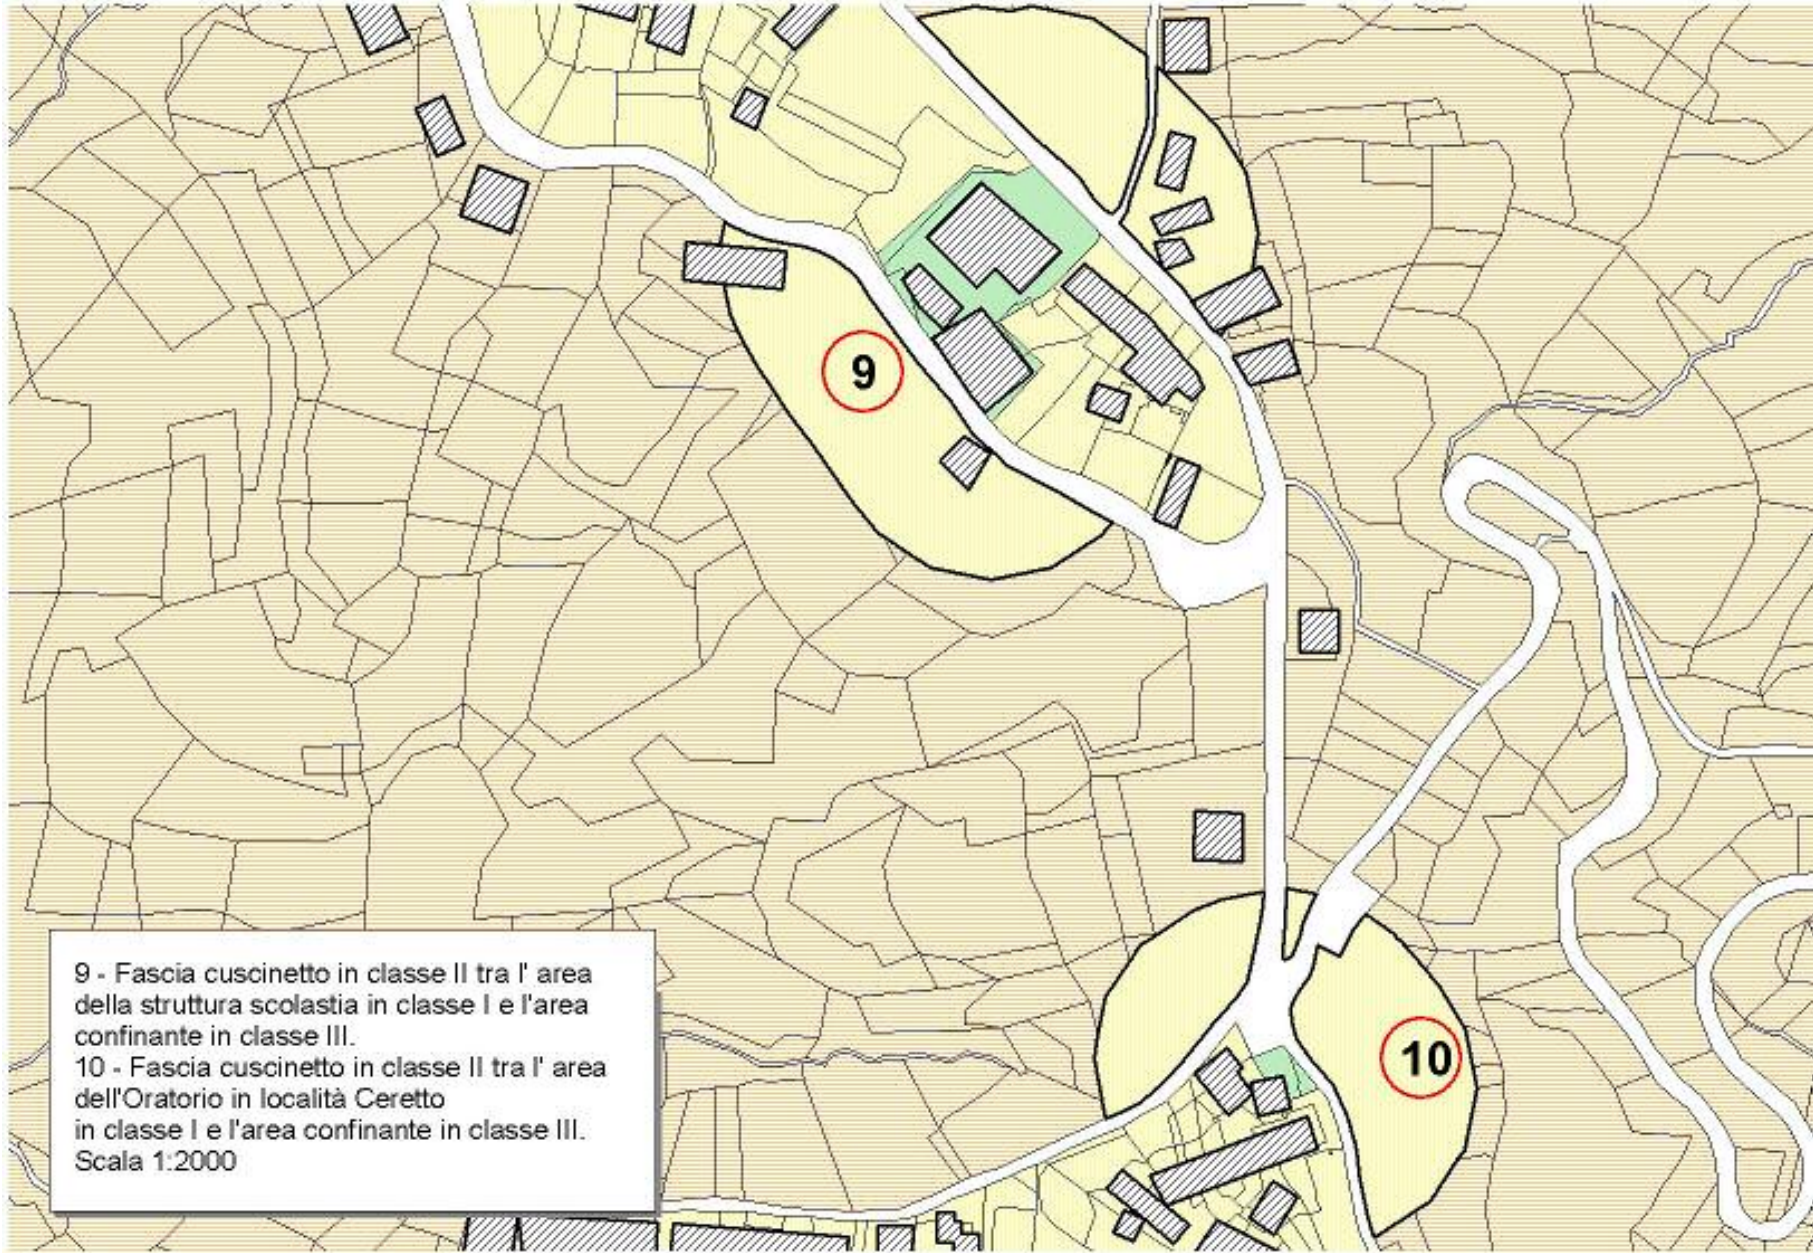 9
10
9 - Fascia cuscinetto in classe II tra l' area
della struttura scolastia in classe I e l'area
confinante in classe III.
10 - Fascia cuscinetto in classe II tra l' area
dell'Oratorio in località Ceretto
in classe I e l'area confinante in classe III.
Scala 1:2000